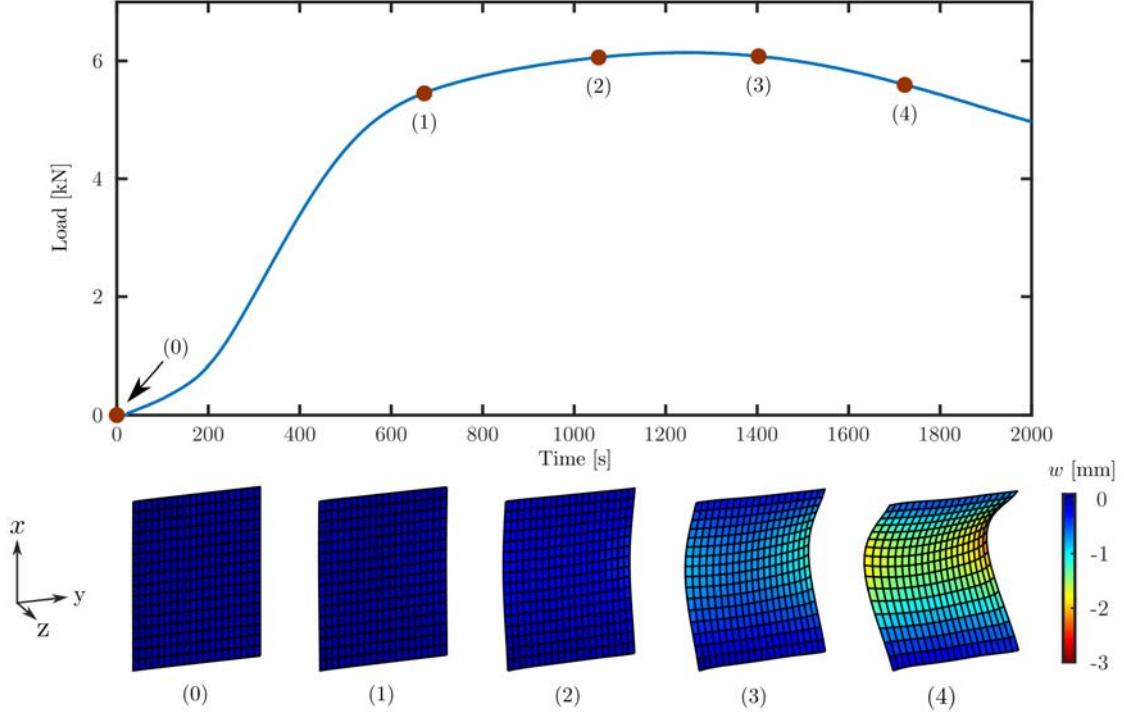 6
(2)
(3)
(1)
(4)
4
Load [kN]
2
(0)
0
0 200 400 600 800 1000 1200 1400 1600 1800 2000
Time [s]
w [mm]
0
-1
-2
-3
x
y
z
(0) (1) (2) (3) (4)